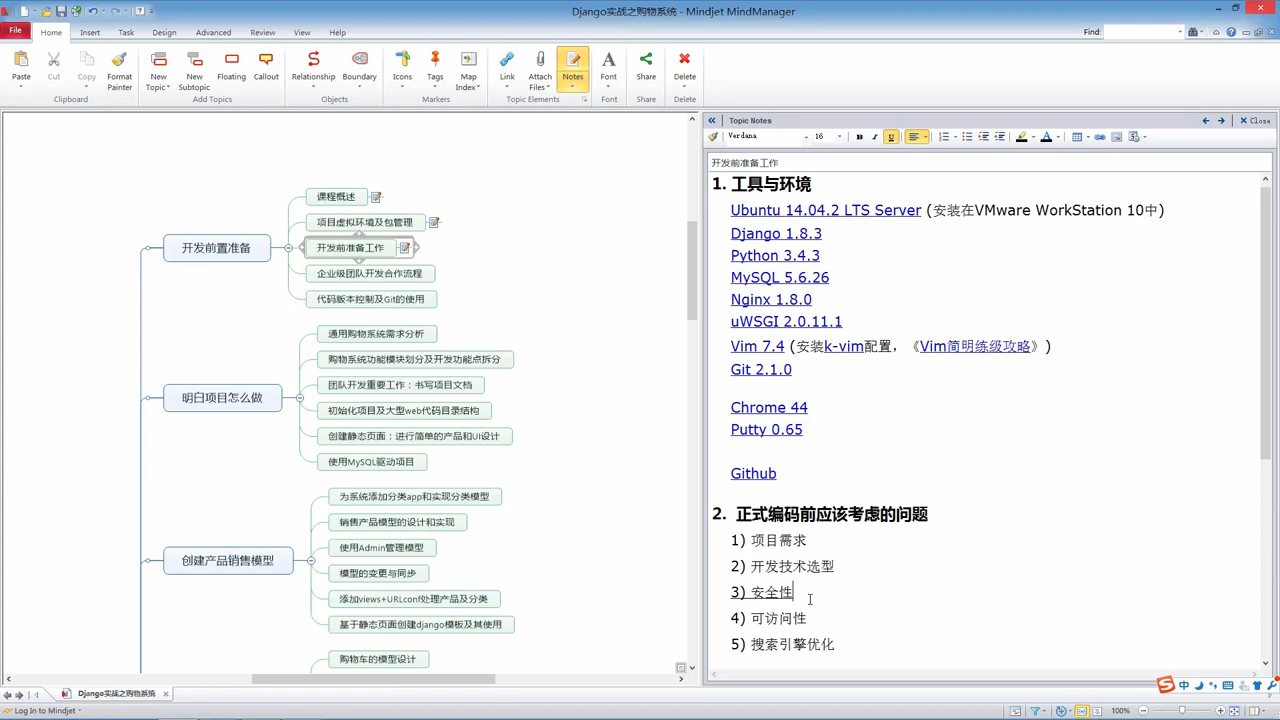 Django实战之购物系统 - Mindjet MindManager
File Home Insert Task Design Advanced Review View Help Find:
Paste Cut Copy Format Painter New Topic New Subtopic Floating Callout Relationship Boundary Icons Tags Map Index Link Attach Files Notes Font Share Delete
Clipboard Add Topics Objects Markers Topic Elements Font Share Delete
开发前置准备
课程概述
项目虚拟环境及包管理
开发前准备工作
企业级团队开发合作流程
代码版本控制及Git的使用
明白项目怎么做
通用购物系统需求分析
购物系统功能模块划分及开发功能点拆分
团队开发重要工作：书写项目文档
初始化项目及大型web代码目录结构
创建静态页面：进行简单的产品和UI设计
使用MySQL驱动项目
创建产品销售模型
为系统添加分类app和实现分类模型
销售产品模型的设计和实现
使用Admin管理模型
模型的变更与同步
添加views+URLconf处理产品及分类
基于静态页面创建django模板及其使用
购物车的模型设计
Topic Notes Close
Verdana 16 B I U
开发前准备工作
1. 工具与环境
Ubuntu 14.04.2 LTS Server (安装在VMware WorkStation 10中)
Django 1.8.3
Python 3.4.3
MySQL 5.6.26
Nginx 1.8.0
uWSGI 2.0.11.1
Vim 7.4 (安装k-vim配置，《Vim简明练级攻略》)
Git 2.1.0
Chrome 44
Putty 0.65
Github
2. 正式编码前应该考虑的问题
1) 项目需求
2) 开发技术选型
3) 安全性
4) 可访问性
5) 搜索引擎优化
Django实战之购物系统
中
Log In to Mindjet
100%